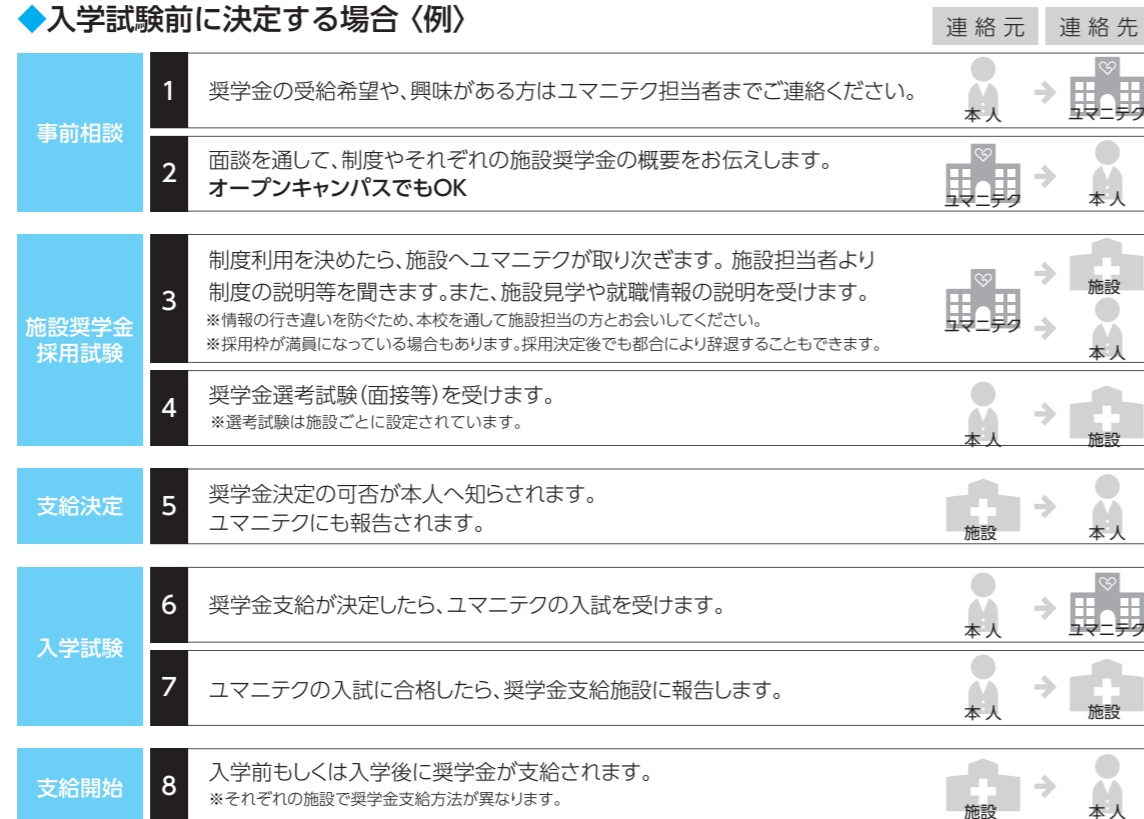 ◆入学試験前に決定する場合〈例〉
連絡元 連絡先
事前相談
1
奨学金の受給希望や、興味がある方はユマニテク担当者までご連絡ください。
本人
ユマニテク
2
面談を通して、制度やそれぞれの施設奨学金の概要をお伝えします。
オープンキャンパスでもOK
ユマニテク
本人
施設奨学金
採用試験
3
制度利用を決めたら、施設へユマニテクが取り次ぎます。施設担当者より
制度の説明等を聞きます。また、施設見学や就職情報の説明を受けます。
※情報の行き違いを防ぐため、本校を通して施設担当の方とお会いしてください。
※採用枠が満員になっている場合もあります。採用決定後でも都合により辞退することもできます。
ユマニテク
施設
本人
4
奨学金選考試験(面接等)を受けます。
※選考試験は施設ごとに設定されています。
本人
施設
支給決定
5
奨学金決定の可否が本人へ知らされます。
ユマニテクにも報告されます。
施設
本人
入学試験
6
奨学金支給が決定したら、ユマニテクの入試を受けます。
本人
ユマニテク
7
ユマニテクの入試に合格したら、奨学金支給施設に報告します。
本人
施設
支給開始
8
入学前もしくは入学後に奨学金が支給されます。
※それぞれの施設で奨学金支給方法が異なります。
施設
本人